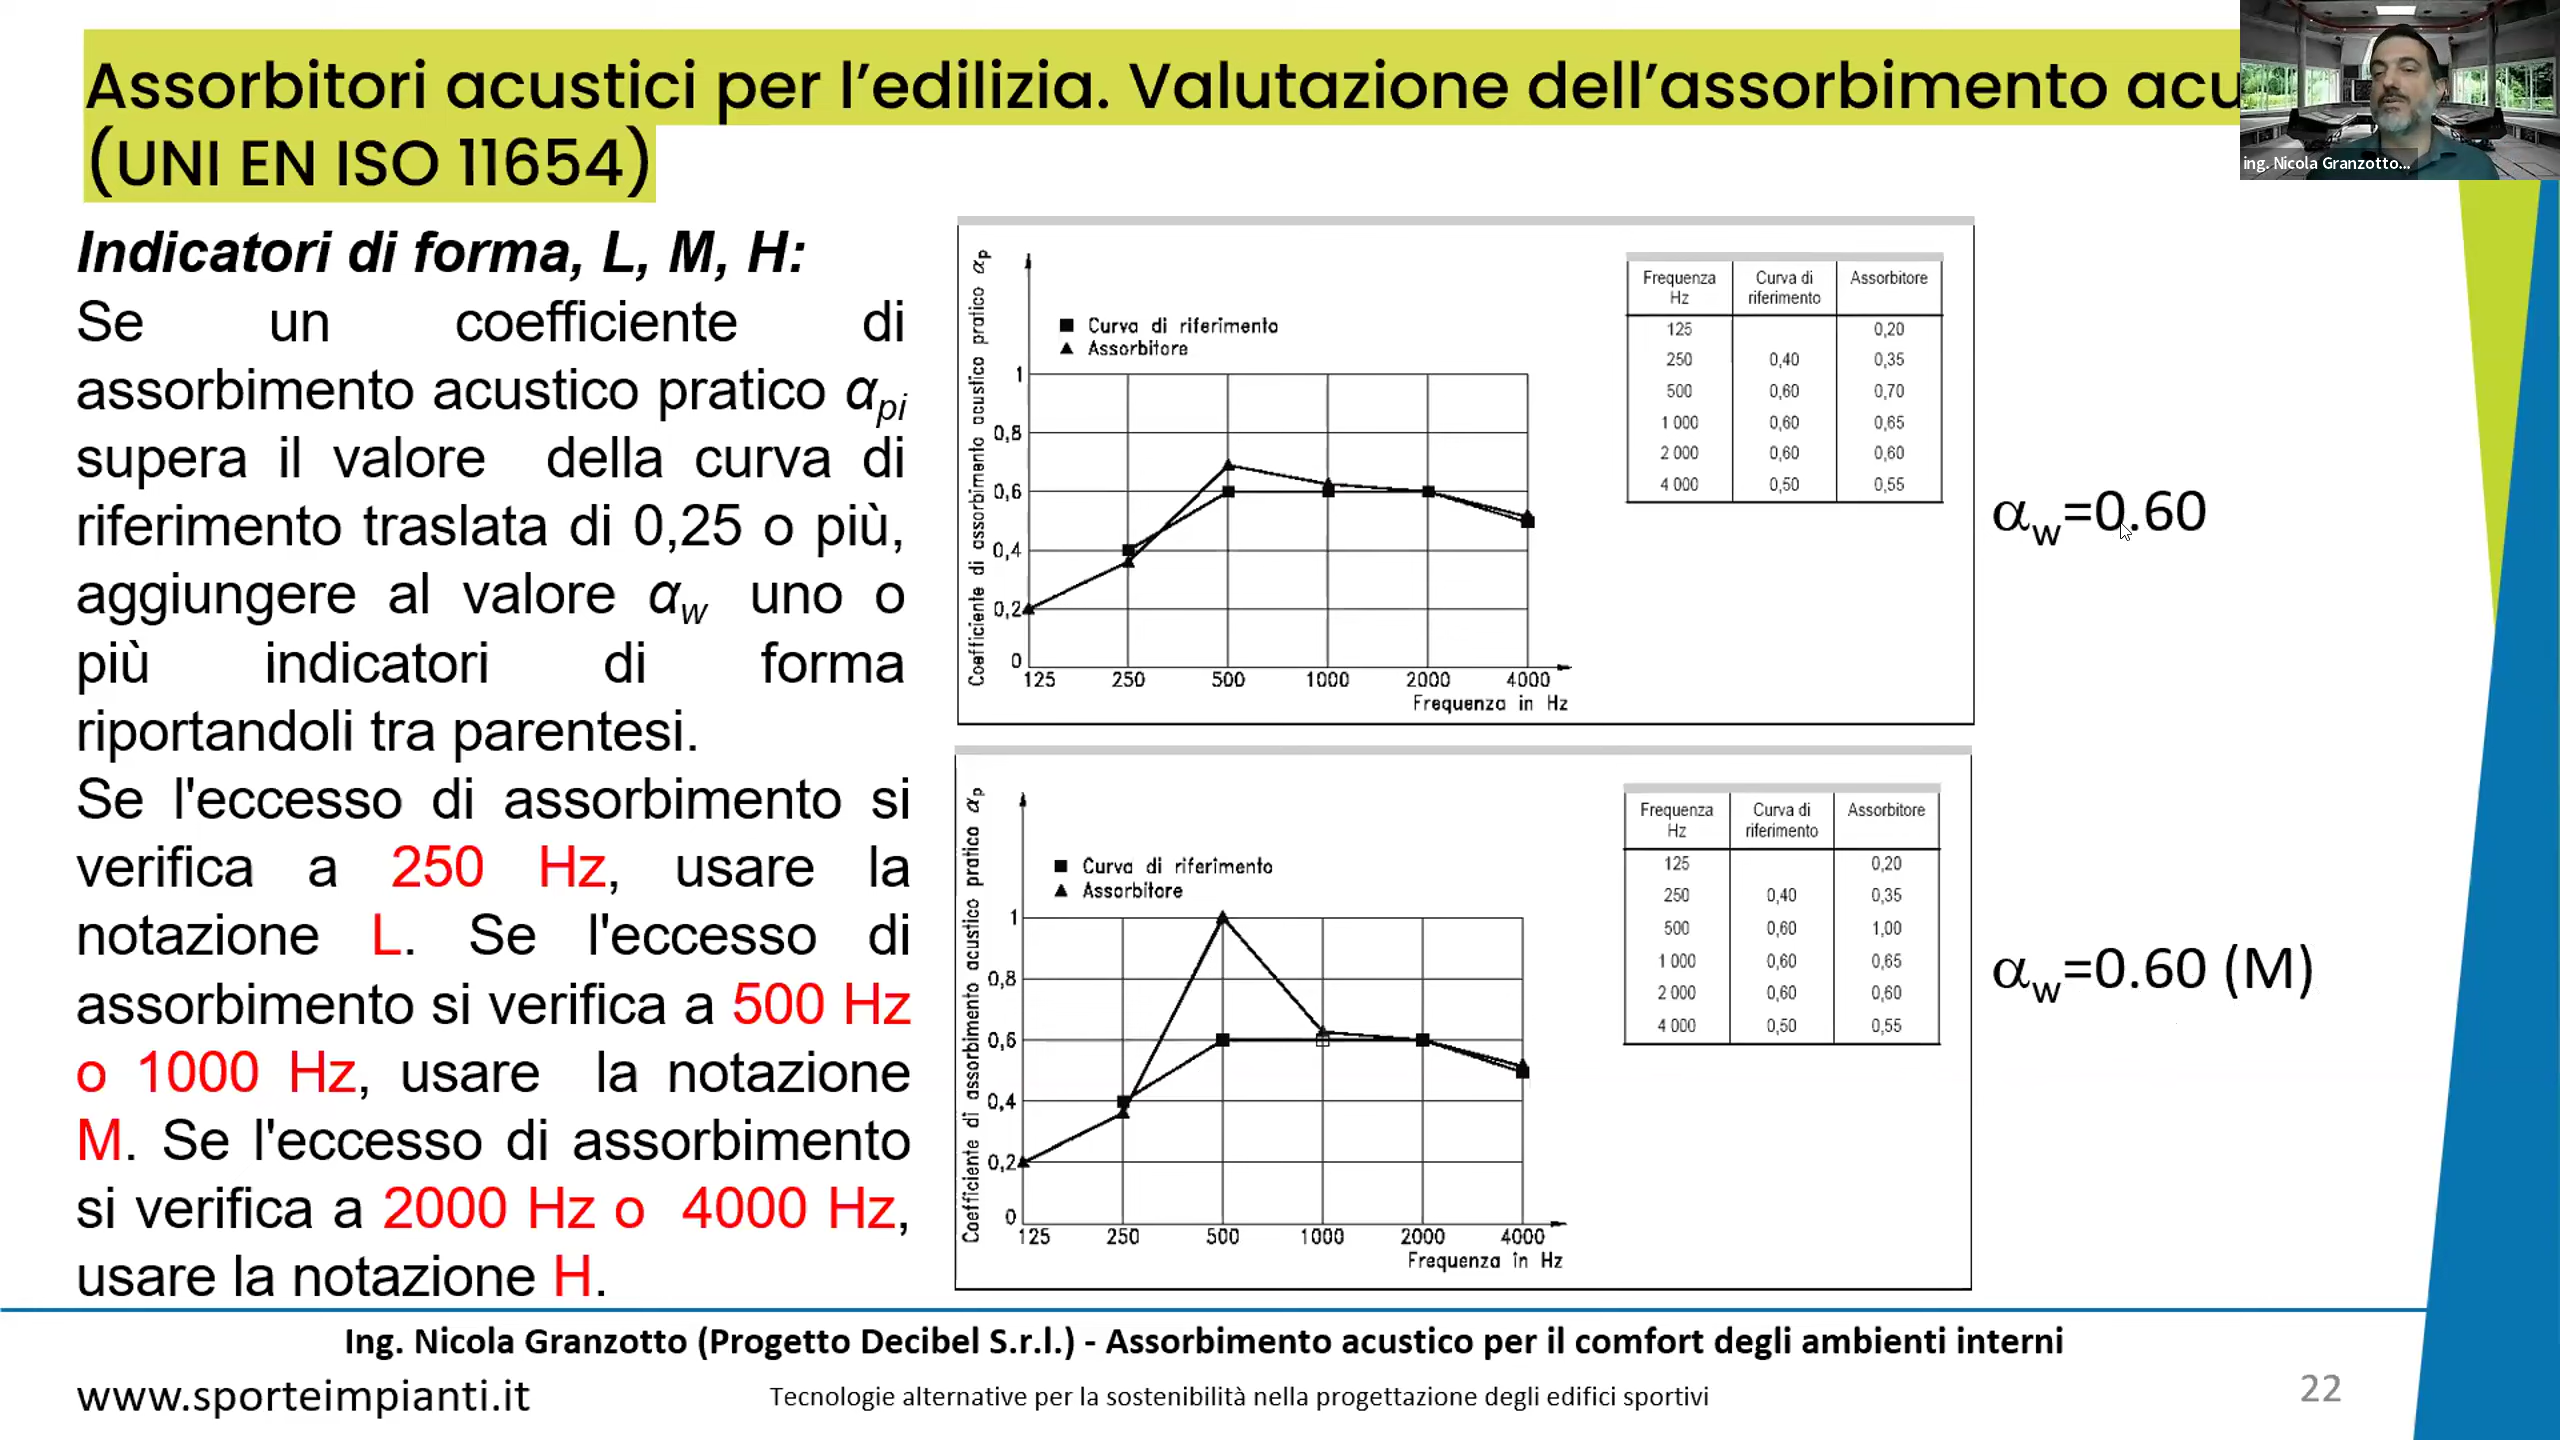 Assorbitori acustici per l’edilizia. Valutazione dell’assorbimento acu
(UNI EN ISO 11654)
ing. Nicola Granzotto...
Indicatori di forma, L, M, H:
Se un coefficiente di
assorbimento acustico pratico αpi
supera il valore della curva di
riferimento traslata di 0,25 o più,
aggiungere al valore αw uno o
più indicatori di forma
riportandoli tra parentesi.
Se l'eccesso di assorbimento si
verifica a 250 Hz, usare la
notazione L. Se l'eccesso di
assorbimento si verifica a 500 Hz
o 1000 Hz, usare la notazione
M. Se l'eccesso di assorbimento
si verifica a 2000 Hz o 4000 Hz,
usare la notazione H.
Coefficiente di assorbimento acustico pratico αp
Curva di riferimento
Assorbitore
1
0,8
0,6
0,4
0,2
0
125 250 500 1000 2000 4000
Frequenza in Hz
Frequenza Hz Curva di riferimento Assorbitore
125 0,20
250 0,40 0,35
500 0,60 0,70
1 000 0,60 0,65
2 000 0,60 0,60
4 000 0,50 0,55
αw=0.60
Coefficiente di assorbimento acustico pratico αp
Curva di riferimento
Assorbitore
1
0,8
0,6
0,4
0,2
0
125 250 500 1000 2000 4000
Frequenza in Hz
Frequenza Hz Curva di riferimento Assorbitore
125 0,20
250 0,40 0,35
500 0,60 1,00
1 000 0,60 0,65
2 000 0,60 0,60
4 000 0,50 0,55
αw=0.60 (M)
Ing. Nicola Granzotto (Progetto Decibel S.r.l.) - Assorbimento acustico per il comfort degli ambienti interni
www.sporteimpianti.it
Tecnologie alternative per la sostenibilità nella progettazione degli edifici sportivi
22